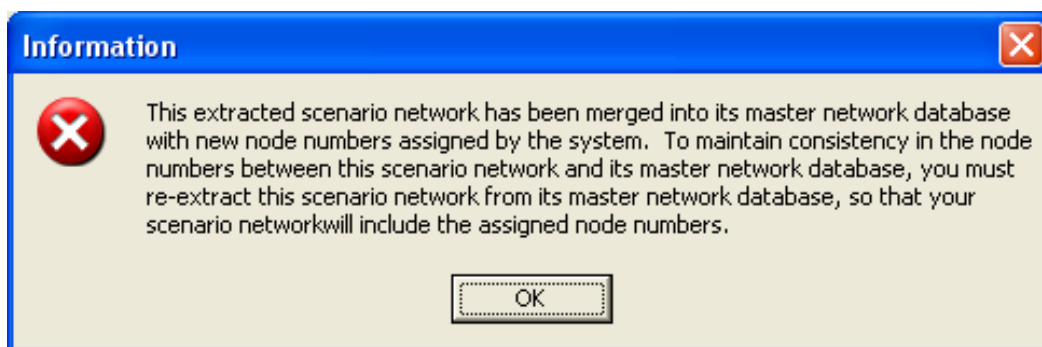 Information
This extracted scenario network has been merged into its master network database
with new node numbers assigned by the system.  To maintain consistency in the node
numbers between this scenario network and its master network database, you must
re-extract this scenario network from its master network database, so that your
scenario networkwill include the assigned node numbers.
OK